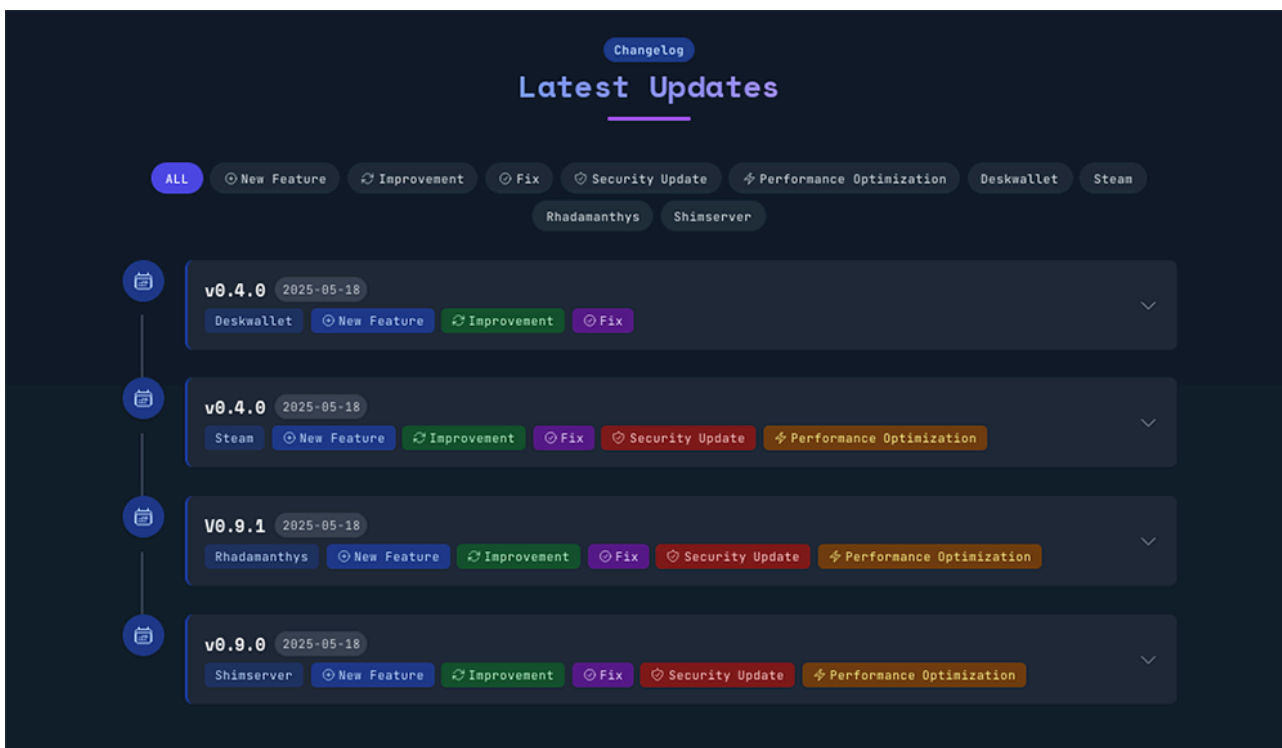 Changelog
Latest Updates
ALL New Feature Improvement Fix Security Update Performance Optimization Deskwallet Steam
Rhadamanthys Shimserver
v0.4.0 2025-05-18
Deskwallet New Feature Improvement Fix
v0.4.0 2025-05-18
Steam New Feature Improvement Fix Security Update Performance Optimization
V0.9.1 2025-05-18
Rhadamanthys New Feature Improvement Fix Security Update Performance Optimization
v0.9.0 2025-05-18
Shimserver New Feature Improvement Fix Security Update Performance Optimization